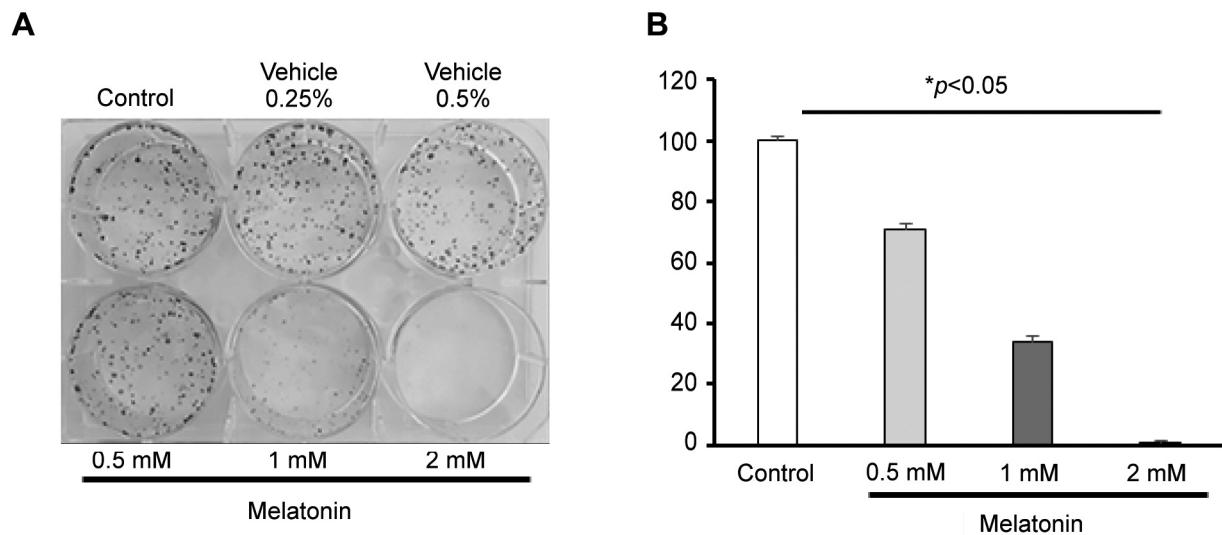 A
B
Control
Vehicle
0.25%
Vehicle
0.5%
0.5 mM
1 mM
2 mM
Melatonin
120
100
80
60
40
20
0
*p<0.05
Control
0.5 mM
1 mM
2 mM
Melatonin